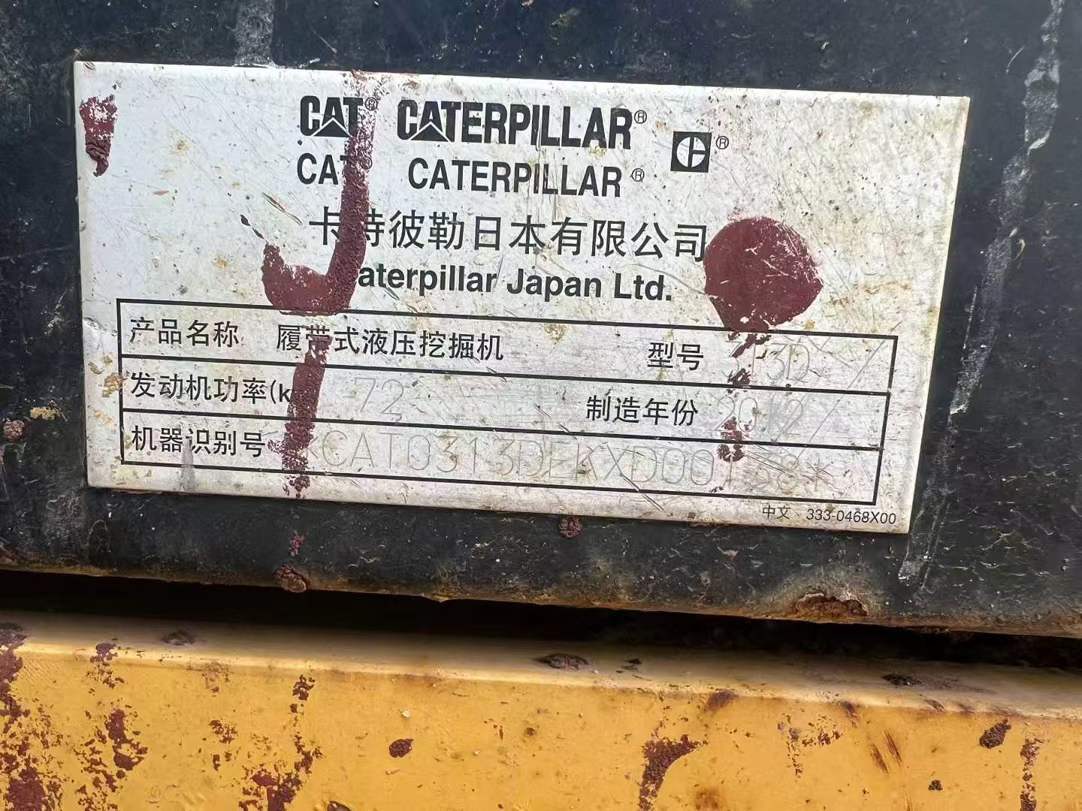 CAT® CATERPILLAR® ®
CAT® CATERPILLAR®
卡特彼勒日本有限公司
Caterpillar Japan Ltd.
产品名称 履带式液压挖掘机 型号
发动机功率(k 72 制造年份 2012
机器识别号
中文 333-0468X00